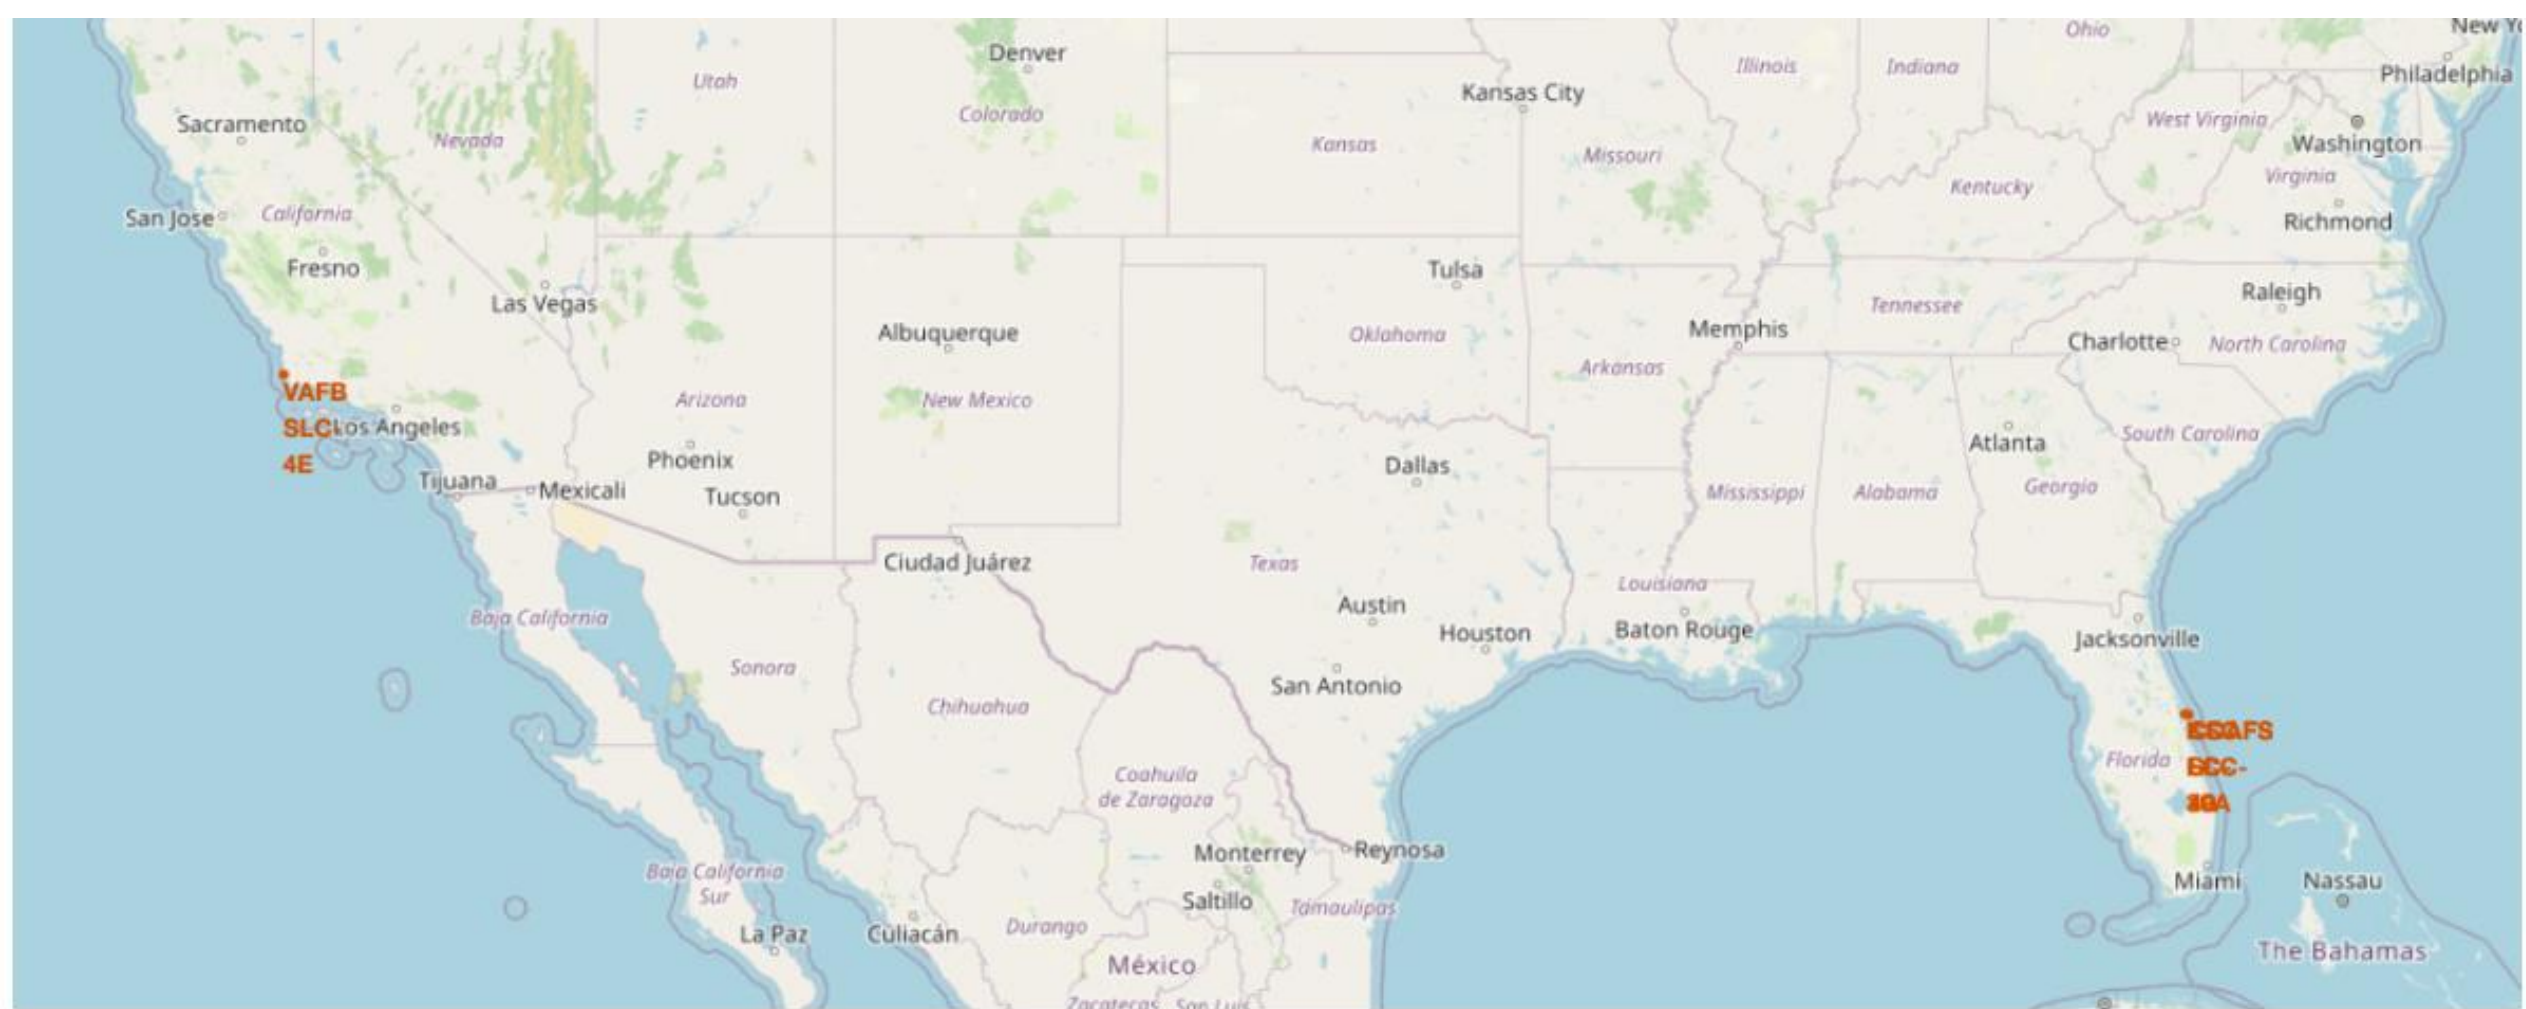 New Y
Ohio
Denver
Illinois
Indiana
Philadelphia
Utah
Kansas City
Colorado
West Virginia
Sacramento
Nevada
Kansas
Missouri
Washington
Virginia
Kentucky
San Jose
California
Richmond
Fresno
Tulsa
Las Vegas
Raleigh
Tennessee
Albuquerque
Oklahoma
Memphis
Charlotte
North Carolina
Arkansas
VAFB
Arizona
New Mexico
SLC
Los Angeles
Atlanta
South Carolina
4E
Phoenix
Dallas
Tijuana
Mexicali
Tucson
Mississippi
Alabama
Georgia
Ciudad Juárez
Texas
Louisiana
Baja California
Austin
Houston
Baton Rouge
Jacksonville
Sonora
San Antonio
Chihuahua
Florida
Coahuila
de Zaragoza
Monterrey
Reynosa
Baja California
Sur
Saltillo
Tamaulipas
Miami
Nassau
La Paz
Culiacán
Durango
México
The Bahamas
Zacatecas
San Luis